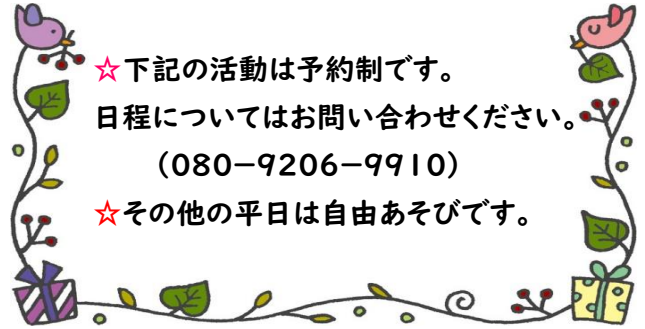 ☆下記の活動は予約制です。
日程についてはお問い合わせください。
(080−9206−9910)
☆その他の平日は自由あそびです。